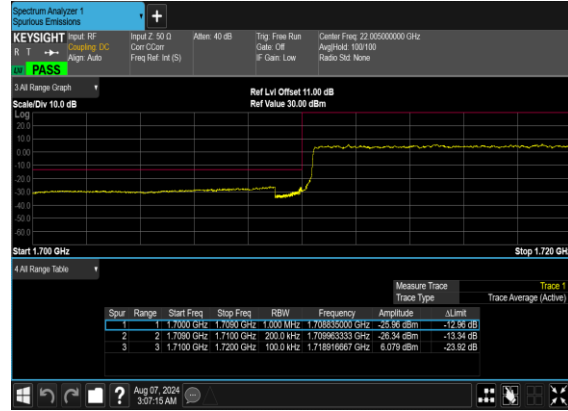 Spectrum Analyzer 1
Spurious Emissions
+
KEYSIGHT Input: RF Input Z: 50 Ω Atten: 40 dB Trig: Free Run Center Freq: 22.005000000 GHz
R T Coupling: DC Corr CCorr Gate: Off Avg|Hold: 100/100
Align: Auto Freq Ref: Int (S) IF Gain: Low Radio Std: None
PASS
3 All Range Graph
Ref Lvl Offset 11.00 dB
Scale/Div 10.0 dB Ref Value 30.00 dBm
Log
20.0
10.0
0.00
-10.0
-20.0
-30.0
-40.0
-50.0
-60.0
Start 1.700 GHz Stop 1.720 GH
4 All Range Table
Measure Trace Trace 1
Trace Type Trace Average (Active)
Spur Range Start Freq Stop Freq RBW Frequency Amplitude ΔLimit
1 1 1.7000 GHz 1.7090 GHz 1.000 MHz 1.708835000 GHz -25.96 dBm -12.96 dB
2 2 1.7090 GHz 1.7100 GHz 200.0 kHz 1.709963333 GHz -26.34 dBm -13.34 dB
3 3 1.7100 GHz 1.7200 GHz 100.0 kHz 1.718916667 GHz 6.079 dBm -23.92 dB
? Aug 07, 2024
3:07:15 AM